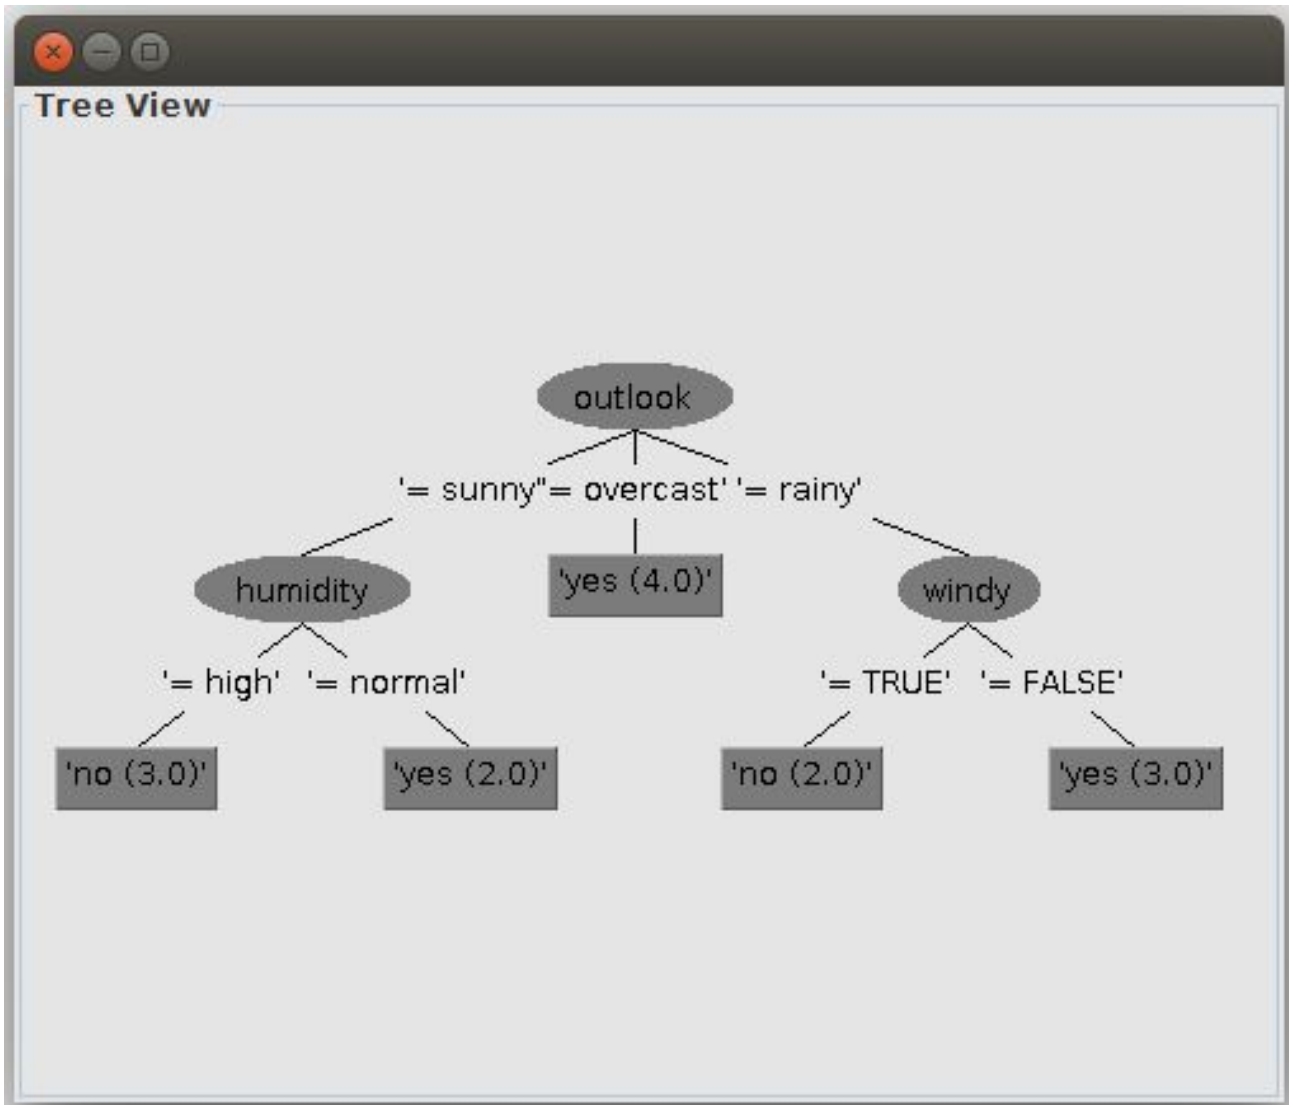 Tree View
outlook
'= sunny''= overcast' '= rainy'
humidity 'yes (4.0)' windy
'= high' '= normal' '= TRUE' '= FALSE'
'no (3.0)' 'yes (2.0)' 'no (2.0)' 'yes (3.0)'